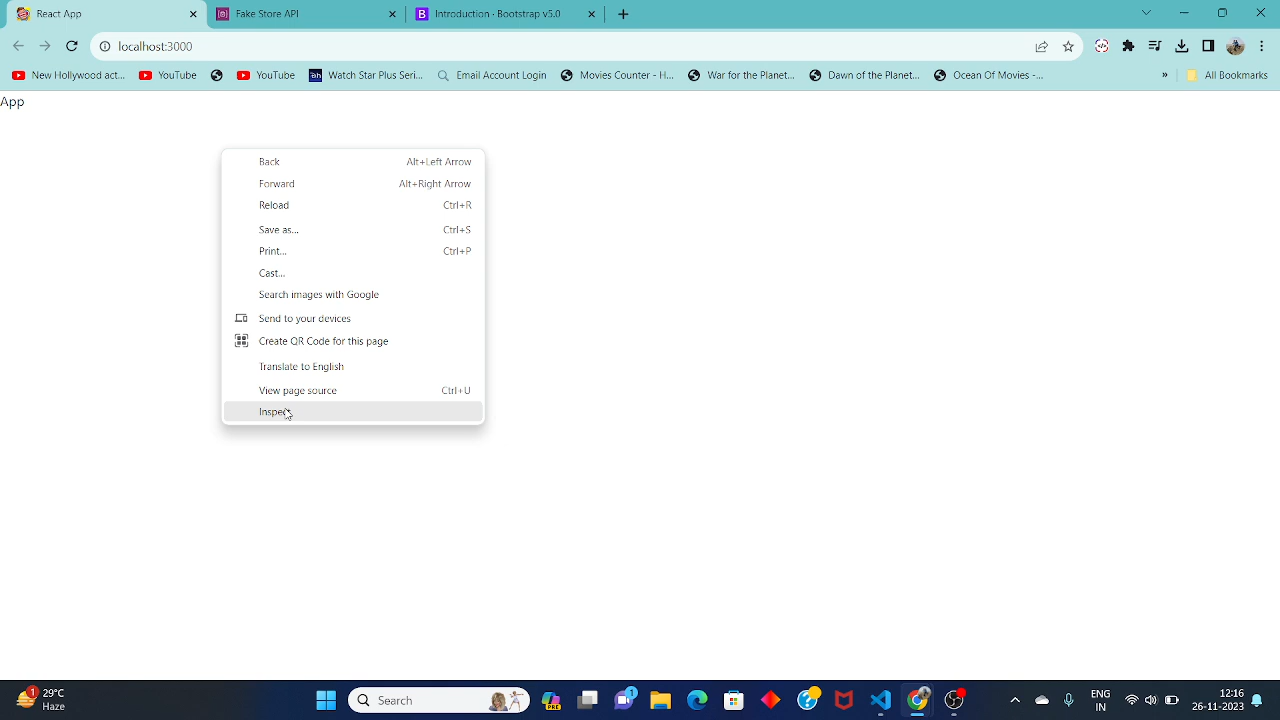 React App
Fake Store API
Introduction · Bootstrap v5.0
localhost:3000
New Hollywood act...
YouTube
YouTube
Watch Star Plus Seri...
Email Account Login
Movies Counter - H...
War for the Planet...
Dawn of the Planet...
Ocean Of Movies -...
»
All Bookmarks
App
Back Alt+Left Arrow
Forward Alt+Right Arrow
Reload Ctrl+R
Save as... Ctrl+S
Print... Ctrl+P
Cast...
Search images with Google
Send to your devices
Create QR Code for this page
Translate to English
View page source Ctrl+U
Inspect
1
29°C
Haze
Search
PRE
1
ENG
IN
12:16
26-11-2023